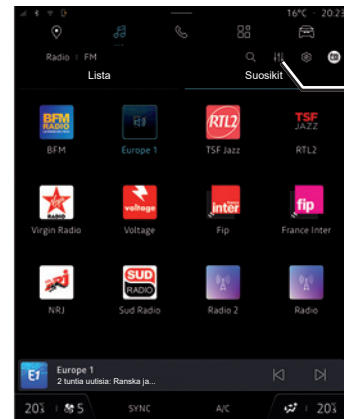 16°C · 20:23
Radio : FM
Lista Suosikit
BFM RADIO RTL2 TSF JAZZ
BFM Europe 1 TSF Jazz RTL2
RADIO voltage inter fip
Virgin Radio Voltage Fip France Inter
NRJ SUD RADIO
NRJ Sud Radio Radio 2 Radio
E1 Europe 1
2 tuntia uutisia: Ranska ja...
20.5 5 SYNC A/C 20.5